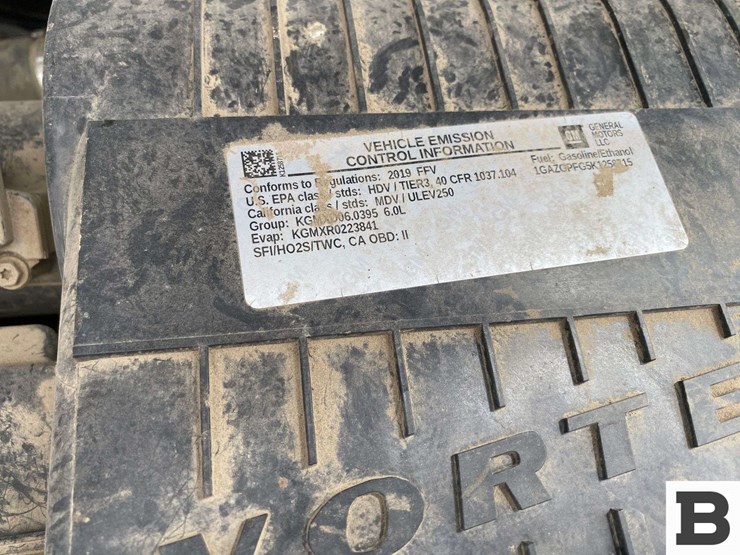 VEHICLE EMISSION
CONTROL INFORMATION
GM
GENERAL
MOTORS
LLC
Conforms to Regulations: 2019 FFV
Fuel: Gasoline/Ethanol
U.S. EPA class / stds: HDV / TIER3, 40 CFR 1037.104
California class / stds: MDV / ULEV250
Group: KGMXD06.0395 6.0L
Evap: KGMXR0223841
SFI/HO2S/TWC, CA OBD: II
VORTE
B